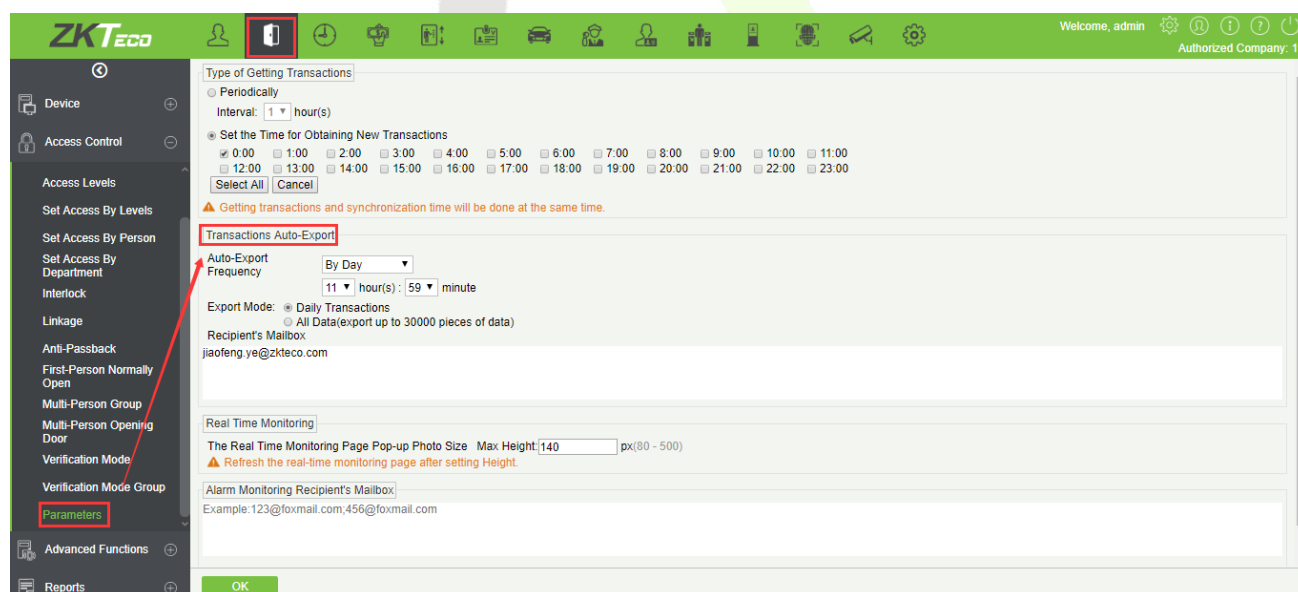 ZKTeco
Welcome, admin
Authorized Company: 1
Device
Access Control
Access Levels
Set Access By Levels
Set Access By Person
Set Access By
Department
Interlock
Linkage
Anti-Passback
First-Person Normally
Open
Multi-Person Group
Multi-Person Opening
Door
Verification Mode
Verification Mode Group
Parameters
Advanced Functions
Reports
Type of Getting Transactions
Periodically
Interval: 1 hour(s)
Set the Time for Obtaining New Transactions
0:00 1:00 2:00 3:00 4:00 5:00 6:00 7:00 8:00 9:00 10:00 11:00
12:00 13:00 14:00 15:00 16:00 17:00 18:00 19:00 20:00 21:00 22:00 23:00
Select All Cancel
Getting transactions and synchronization time will be done at the same time.
Transactions Auto-Export
Auto-Export
Frequency
By Day
11 hour(s) : 59 minute
Export Mode: Daily Transactions
All Data(export up to 30000 pieces of data)
Recipient's Mailbox
jiaofeng.ye@zkteco.com
Real Time Monitoring
The Real Time Monitoring Page Pop-up Photo Size Max Height:140 px(80 - 500)
Refresh the real-time monitoring page after setting Height.
Alarm Monitoring Recipient's Mailbox
Example:123@foxmail.com;456@foxmail.com
OK